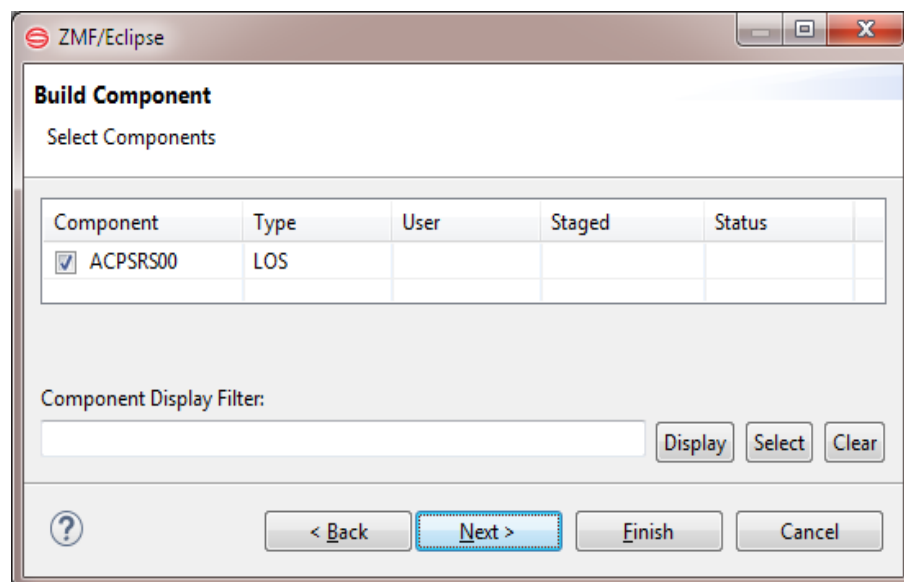 ZMF/Eclipse
Build Component
Select Components
Component Type User Staged Status
ACPSRS00 LOS
Component Display Filter:
Display Select Clear
? < Back Next > Finish Cancel